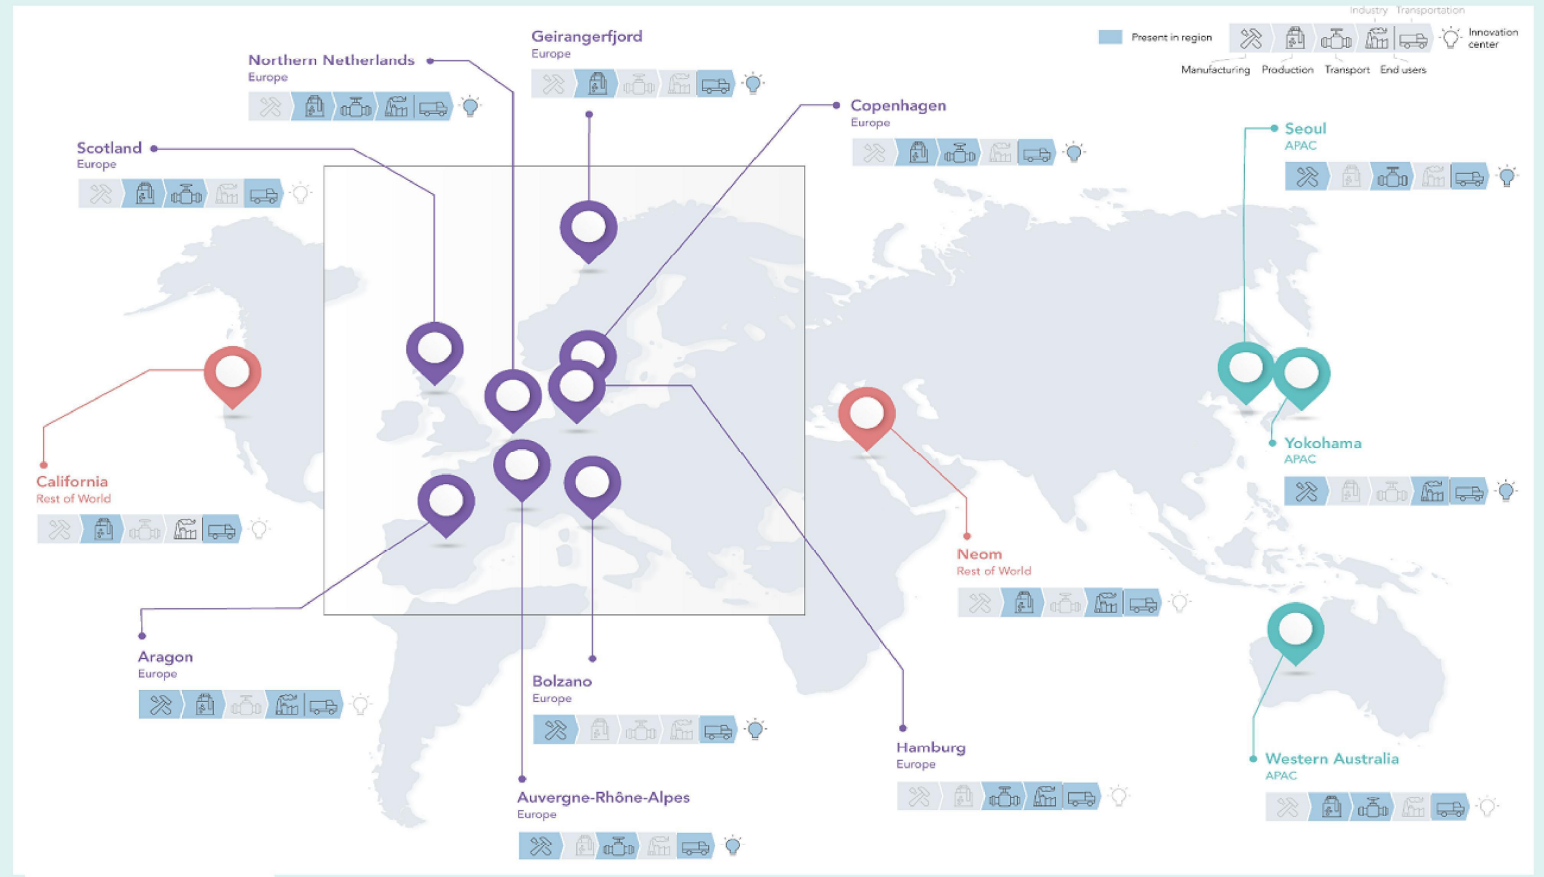 Industry Transportation
Present in region
Innovation
center
Manufacturing Production Transport End users
Geirangerfjord
Europe
Northern Netherlands
Europe
Copenhagen
Europe
Seoul
APAC
Scotland
Europe
Yokohama
APAC
California
Rest of World
Neom
Rest of World
Aragon
Europe
Bolzano
Europe
Hamburg
Europe
Western Australia
APAC
Auvergne-Rhône-Alpes
Europe